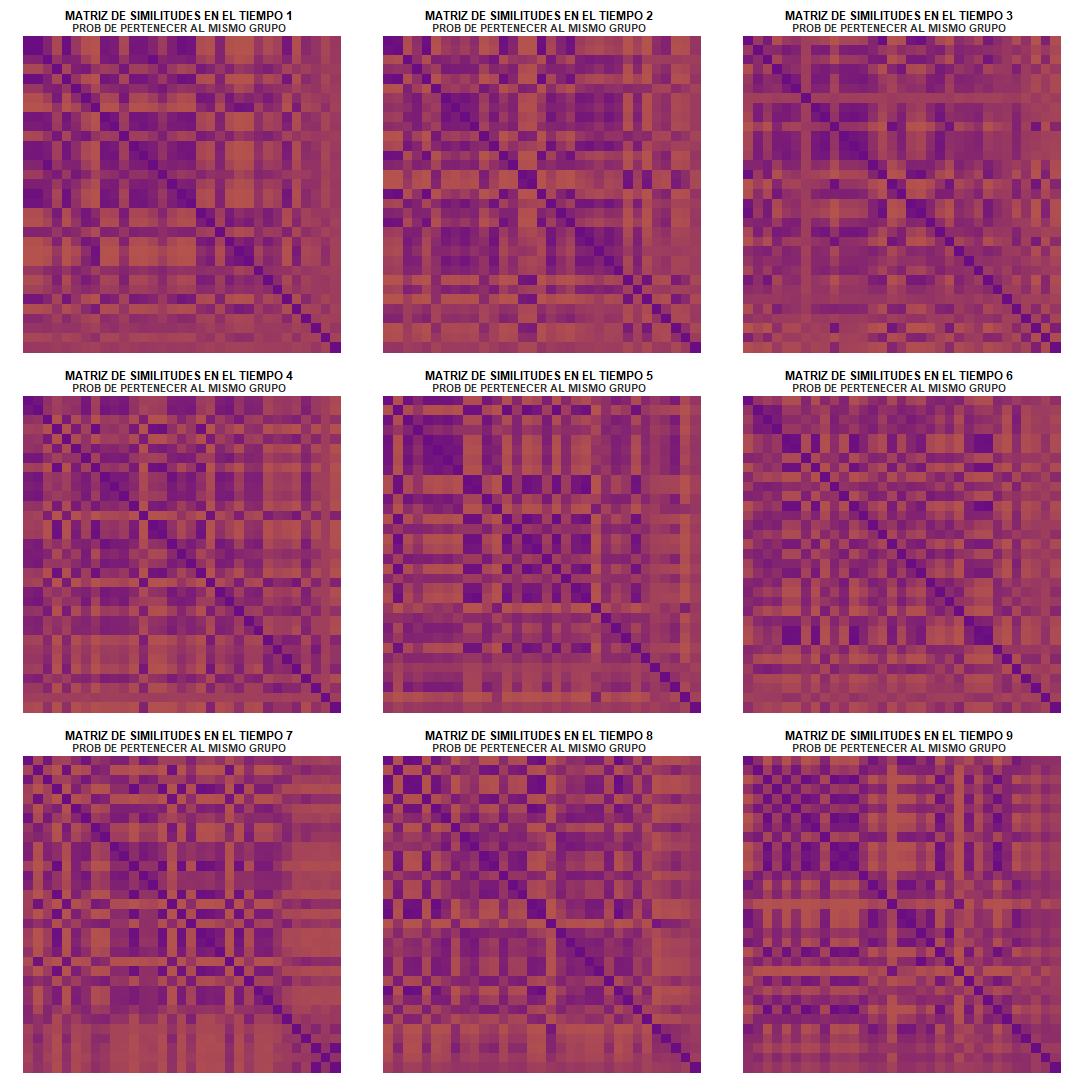 MATRIZ DE SIMILITUDES EN EL TIEMPO 1
PROB DE PERTENECER AL MISMO GRUPO
MATRIZ DE SIMILITUDES EN EL TIEMPO 2
PROB DE PERTENECER AL MISMO GRUPO
MATRIZ DE SIMILITUDES EN EL TIEMPO 3
PROB DE PERTENECER AL MISMO GRUPO
MATRIZ DE SIMILITUDES EN EL TIEMPO 4
PROB DE PERTENECER AL MISMO GRUPO
MATRIZ DE SIMILITUDES EN EL TIEMPO 5
PROB DE PERTENECER AL MISMO GRUPO
MATRIZ DE SIMILITUDES EN EL TIEMPO 6
PROB DE PERTENECER AL MISMO GRUPO
MATRIZ DE SIMILITUDES EN EL TIEMPO 7
PROB DE PERTENECER AL MISMO GRUPO
MATRIZ DE SIMILITUDES EN EL TIEMPO 8
PROB DE PERTENECER AL MISMO GRUPO
MATRIZ DE SIMILITUDES EN EL TIEMPO 9
PROB DE PERTENECER AL MISMO GRUPO